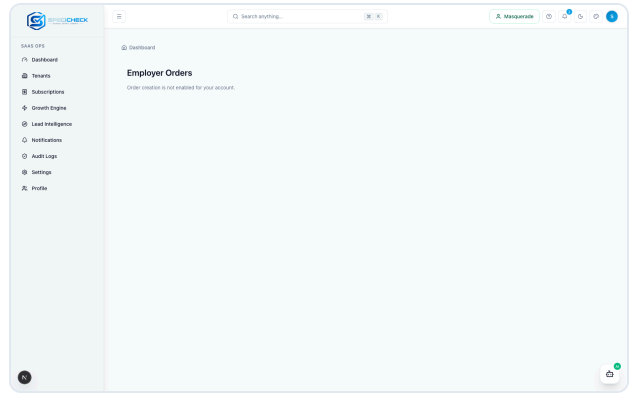 SPEEDCHECK
Search anything...
⌘ K
Masquerade
S
SAAS OPS
Dashboard
Tenants
Subscriptions
Growth Engine
Lead Intelligence
Notifications
Audit Logs
Settings
Profile
Dashboard
Employer Orders
Order creation is not enabled for your account.
N